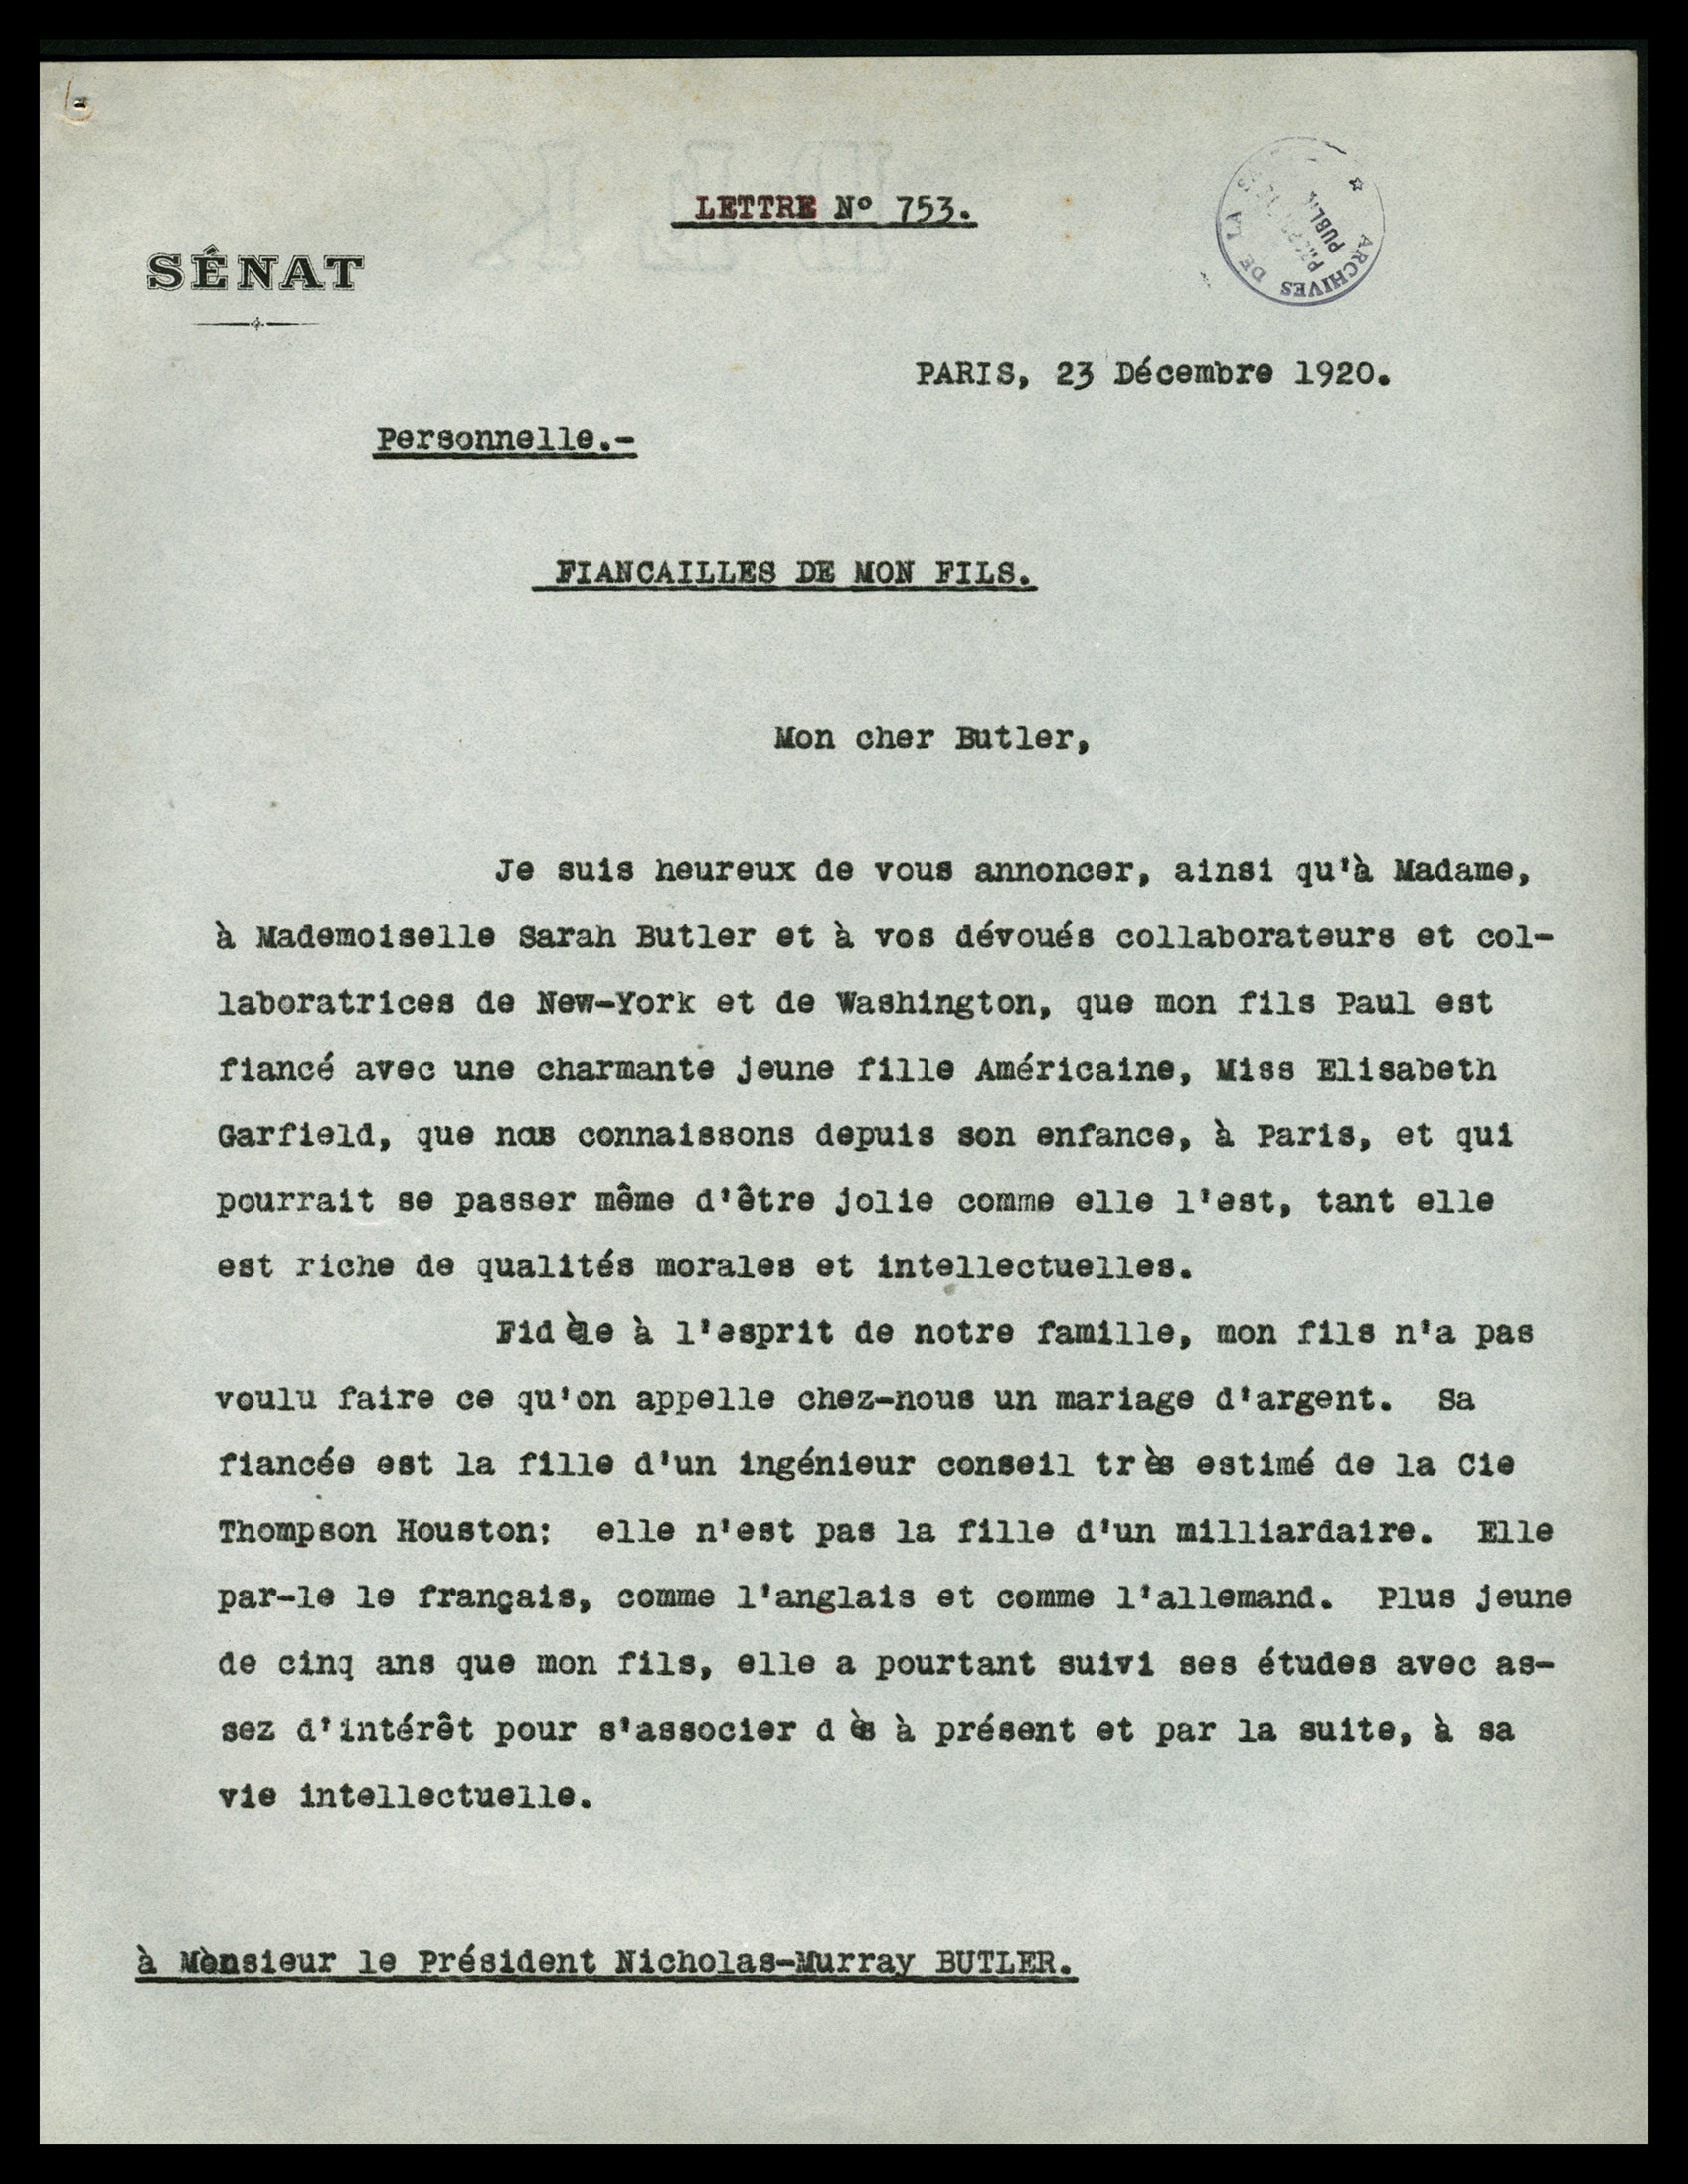 LETTRE Nº 753.
SÉNAT
ARCHIVES DE LA
PUBLI
PARIS, 23 Décembre 1920.
Personnelle.-
FIANCAILLES DE MON FILS.
Mon cher Butler,
Je suis heureux de vous annoncer, ainsi qu'à Madame,
à Mademoiselle Sarah Butler et à vos dévoués collaborateurs et col-
laboratrices de New-York et de Washington, que mon fils Paul est
fiancé avec une charmante jeune fille Américaine, Miss Elisabeth
Garfield, que nous connaissons depuis son enfance, à Paris, et qui
pourrait se passer même d'être jolie comme elle l'est, tant elle
est riche de qualités morales et intellectuelles.
Fidèle à l'esprit de notre famille, mon fils n'a pas
voulu faire ce qu'on appelle chez-nous un mariage d'argent. Sa
fiancée est la fille d'un ingénieur conseil très estimé de la Cie
Thompson Houston; elle n'est pas la fille d'un milliardaire. Elle
par-le le français, comme l'anglais et comme l'allemand. Plus jeune
de cinq ans que mon fils, elle a pourtant suivi ses études avec as-
sez d'intérêt pour s'associer dès à présent et par la suite, à sa
vie intellectuelle.
à Mònsieur le Président Nicholas-Murray BUTLER.